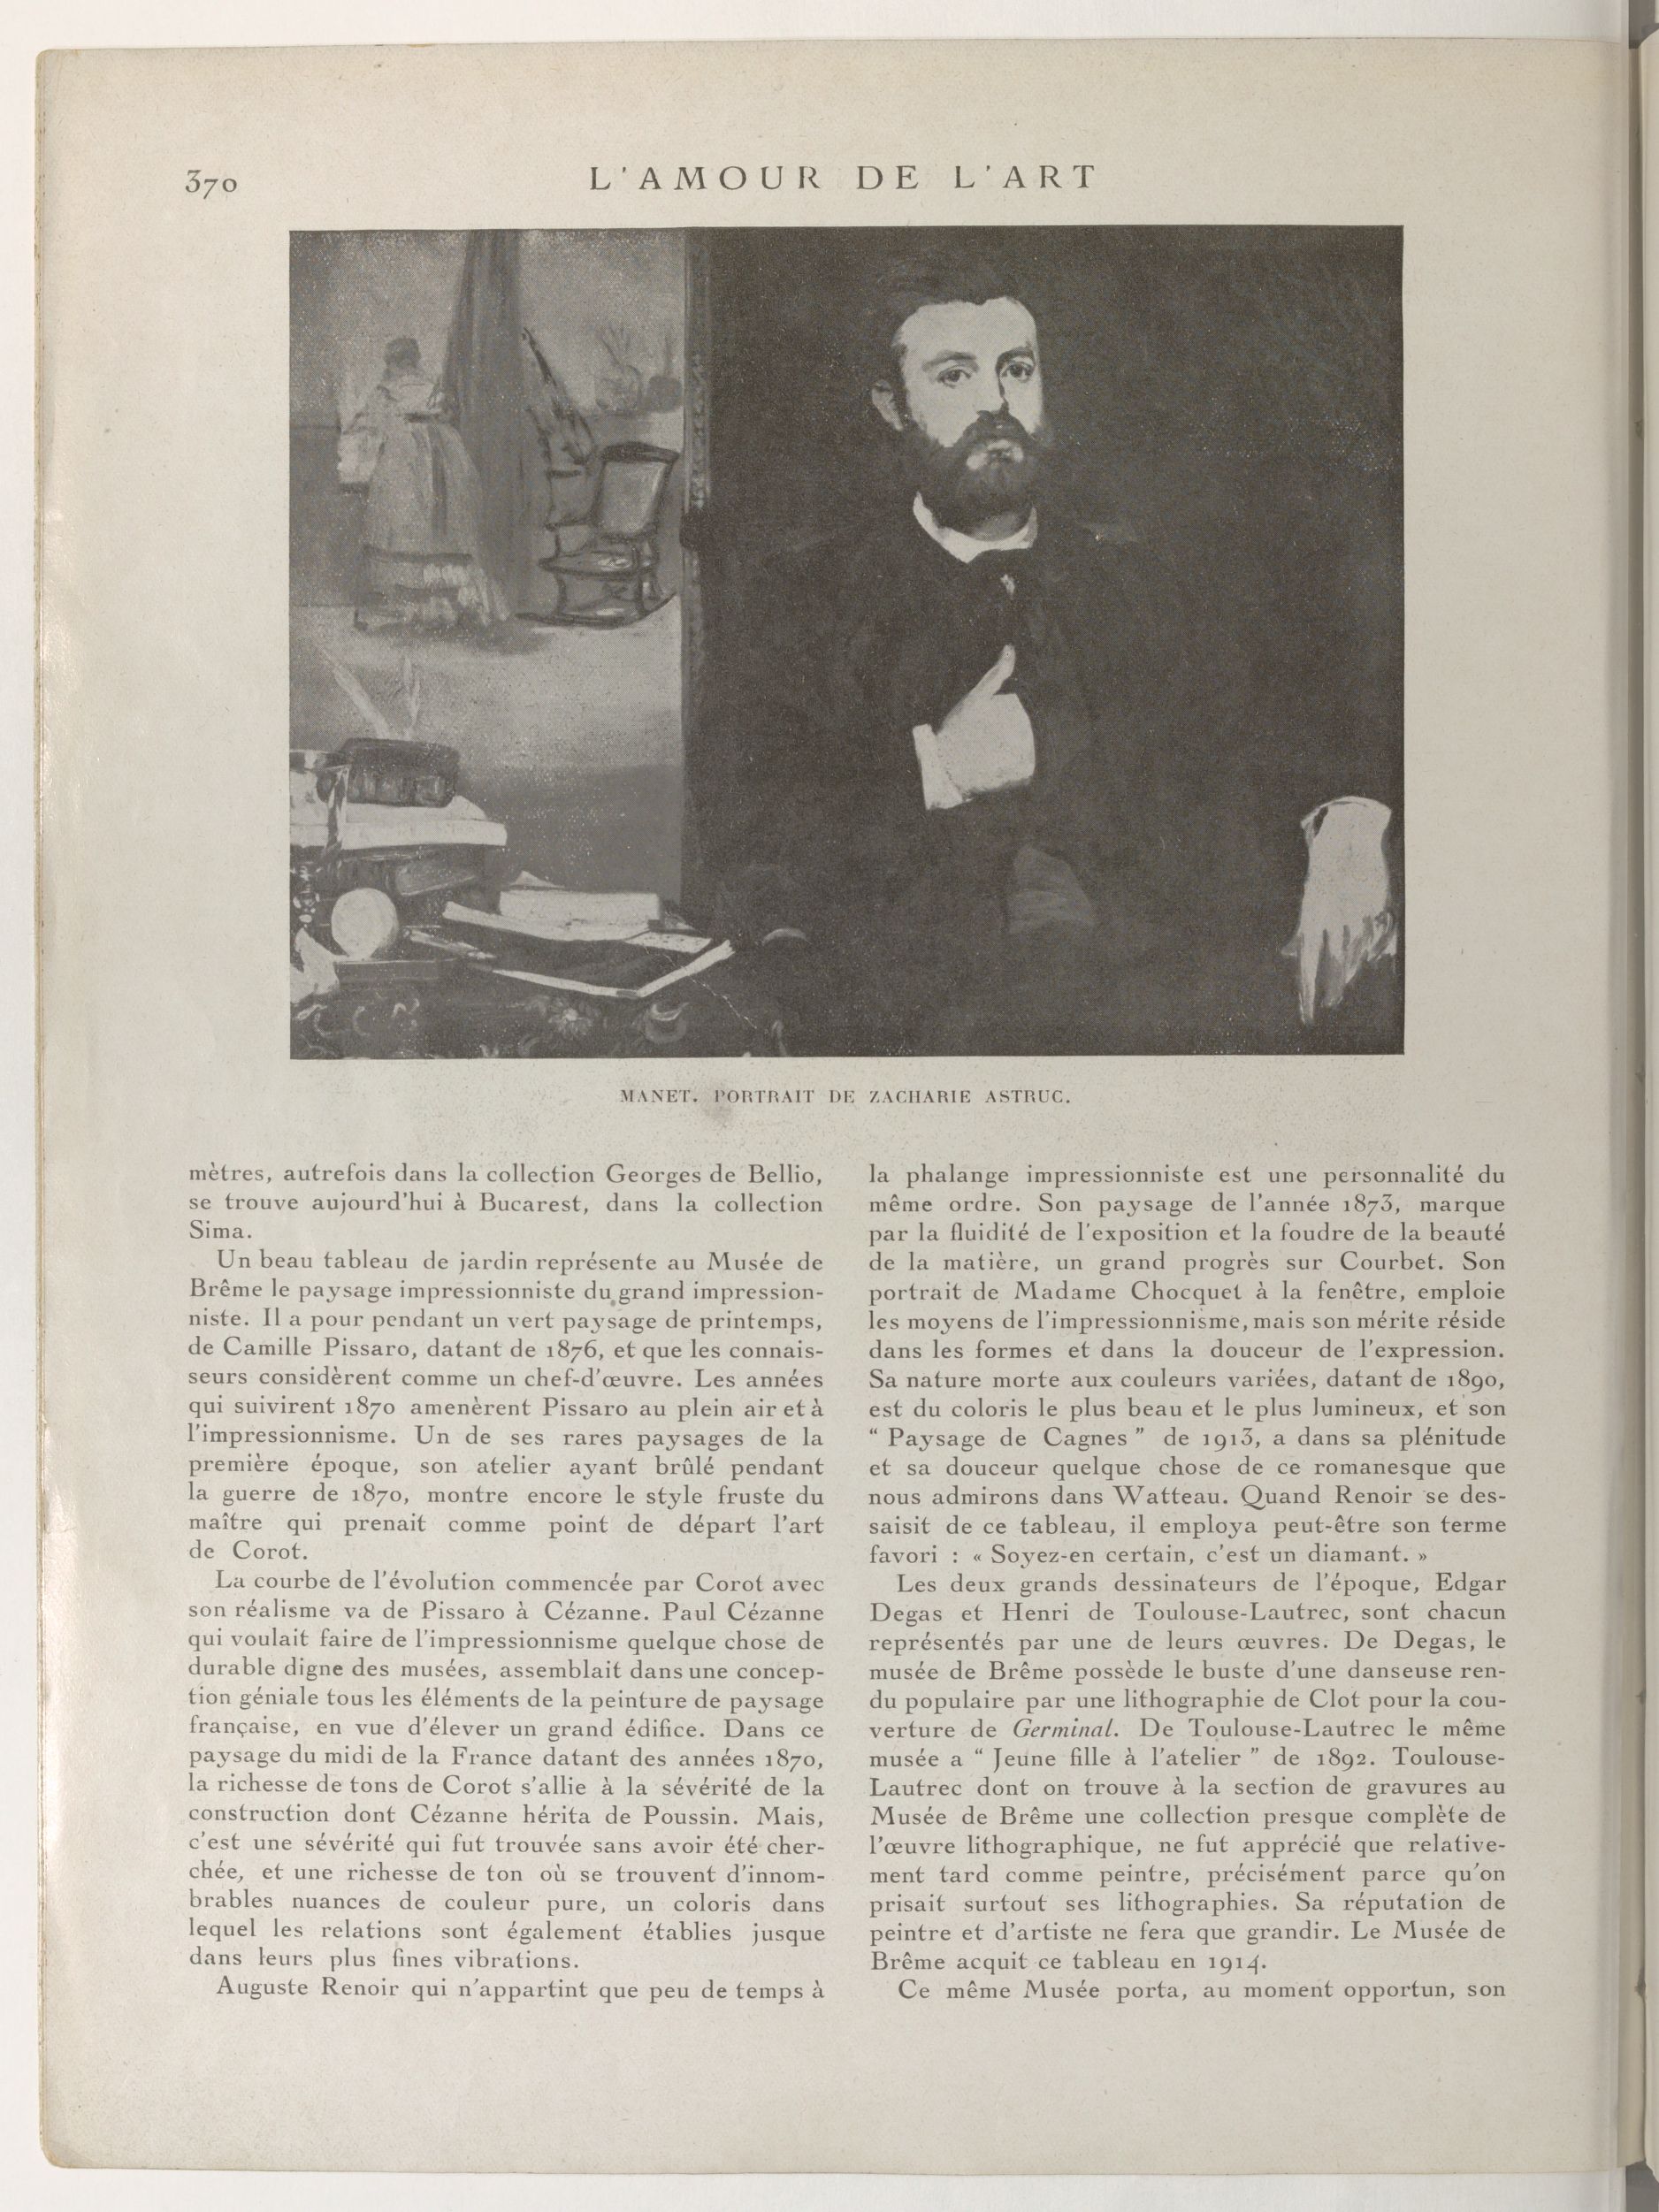 370
L'AMOUR DE L'ART
MANET. PORTRAIT DE ZACHARIE ASTRUC.
mètres, autrefois dans la collection Georges de Bellio,
se trouve aujourd'hui à Bucarest, dans la collection
Sima.
Un beau tableau de jardin représente au Musée de
Brême le paysage impressionniste du grand impression-
niste. Il a pour pendant un vert paysage de printemps,
de Camille Pissaro, datant de 1876, et que les connais-
seurs considèrent comme un chef-d'œuvre. Les années
qui suivirent 1870 amenèrent Pissaro au plein air et à
l'impressionnisme. Un de ses rares paysages de la
première époque, son atelier ayant brûlé pendant
la guerre de 1870, montre encore le style fruste du
maître qui prenait comme point de départ l'art
de Corot.
La courbe de l'évolution commencée par Corot avec
son réalisme va de Pissaro à Cézanne. Paul Cézanne
qui voulait faire de l'impressionnisme quelque chose de
durable digne des musées, assemblait dans une concep-
tion géniale tous les éléments de la peinture de paysage
française, en vue d'élever un grand édifice. Dans ce
paysage du midi de la France datant des années 1870,
la richesse de tons de Corot s'allie à la sévérité de la
construction dont Cézanne hérita de Poussin. Mais,
c'est une sévérité qui fut trouvée sans avoir été cher-
chée, et une richesse de ton où se trouvent d'innom-
brables nuances de couleur pure, un coloris dans
lequel les relations sont également établies jusque
dans leurs plus fines vibrations.
Auguste Renoir qui n'appartint que peu de temps à
la phalange impressionniste est une personnalité du
même ordre. Son paysage de l'année 1873, marque
par la fluidité de l'exposition et la foudre de la beauté
de la matière, un grand progrès sur Courbet. Son
portrait de Madame Chocquet à la fenêtre, emploie
les moyens de l'impressionnisme, mais son mérite réside
dans les formes et dans la douceur de l'expression.
Sa nature morte aux couleurs variées, datant de 1890,
est du coloris le plus beau et le plus lumineux, et son
“ Paysage de Cagnes ” de 1913, a dans sa plénitude
et sa douceur quelque chose de ce romanesque que
nous admirons dans Watteau. Quand Renoir se des-
saisit de ce tableau, il employa peut-être son terme
favori : « Soyez-en certain, c'est un diamant. »
Les deux grands dessinateurs de l'époque, Edgar
Degas et Henri de Toulouse-Lautrec, sont chacun
représentés par une de leurs œuvres. De Degas, le
musée de Brême possède le buste d'une danseuse ren-
du populaire par une lithographie de Clot pour la cou-
verture de Germinal. De Toulouse-Lautrec le même
musée a “ Jeune fille à l'atelier ” de 1892. Toulouse-
Lautrec dont on trouve à la section de gravures au
Musée de Brême une collection presque complète de
l'œuvre lithographique, ne fut apprécié que relative-
ment tard comme peintre, précisément parce qu'on
prisait surtout ses lithographies. Sa réputation de
peintre et d'artiste ne fera que grandir. Le Musée de
Brême acquit ce tableau en 1914.
Ce même Musée porta, au moment opportun, son